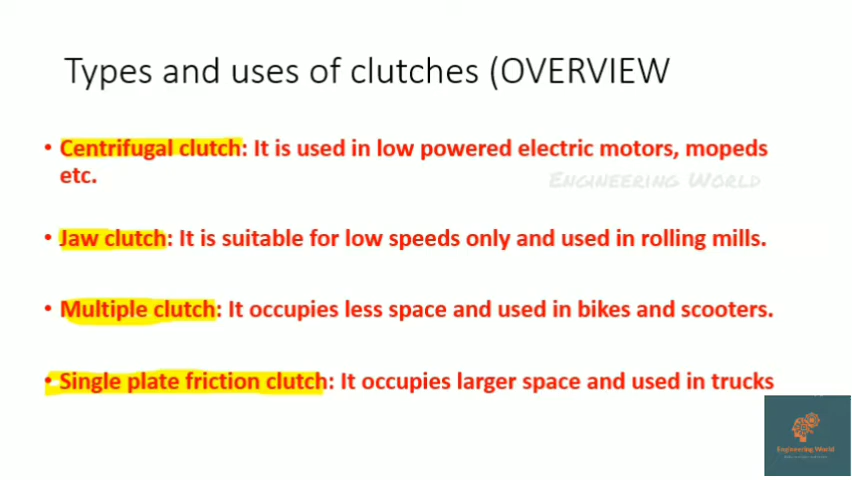 Types and uses of clutches (OVERVIEW
• Centrifugal clutch: It is used in low powered electric motors, mopeds
etc.
Engineering World
• Jaw clutch: It is suitable for low speeds only and used in rolling mills.
• Multiple clutch: It occupies less space and used in bikes and scooters.
• Single plate friction clutch: It occupies larger space and used in trucks
Engineering World